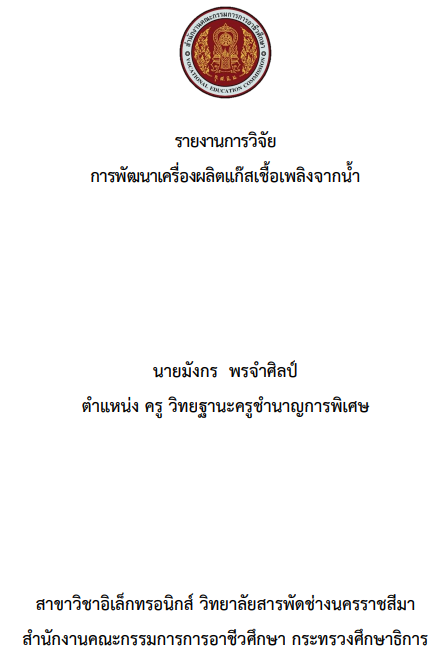 สำนักงานคณะกรรมการการอาชีวศึกษา
VOCATIONAL EDUCATION COMMISSION
รายงานการวิจัย
การพัฒนาเครื่องผลิตแก๊สเชื้อเพลิงจากน้ำ
นายมังกร พรจำศิลป์
ตำแหน่ง ครู วิทยฐานะครูชำนาญการพิเศษ
สาขาวิชาอิเล็กทรอนิกส์ วิทยาลัยสารพัดช่างนครราชสีมา
สำนักงานคณะกรรมการการอาชีวศึกษา กระทรวงศึกษาธิการ